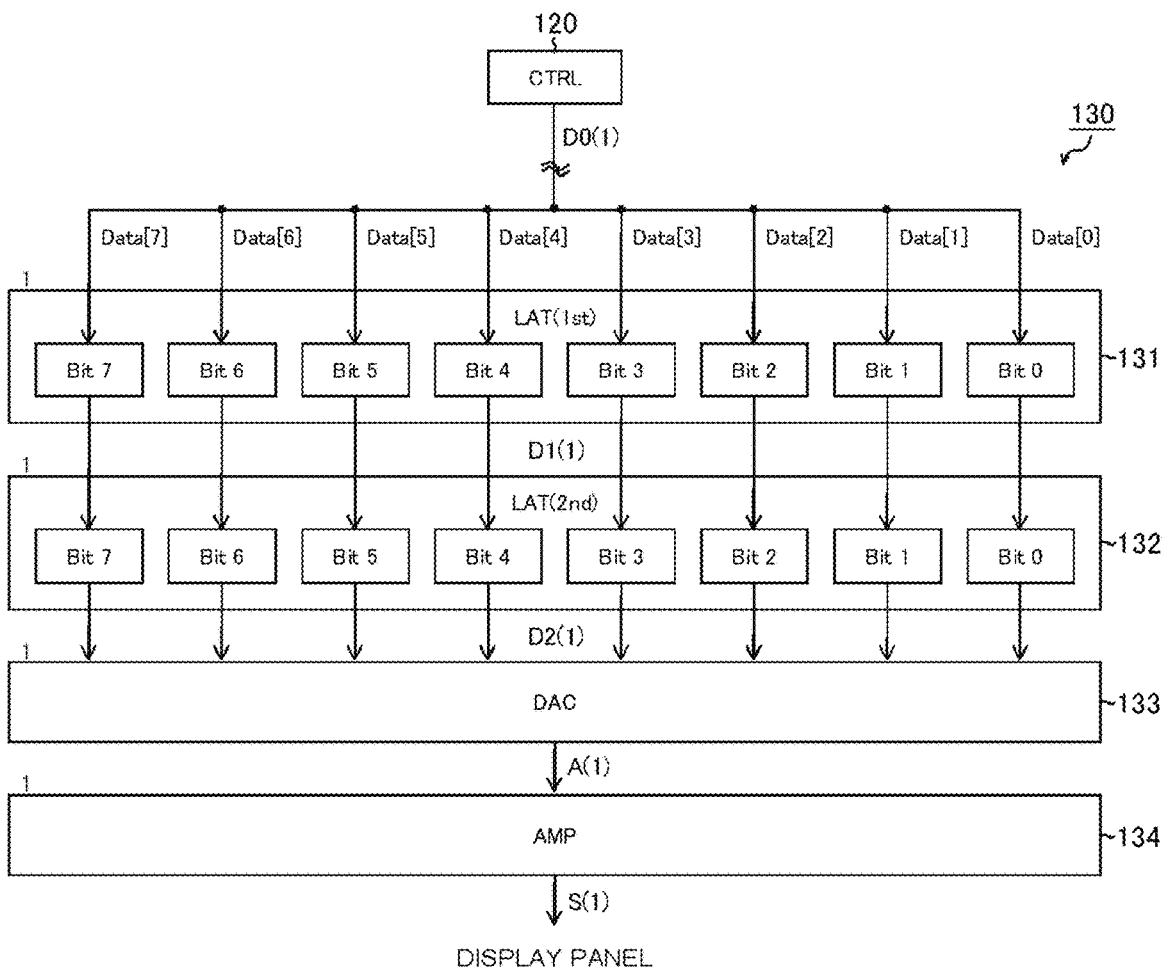 120
CTRL
D0(1)
130
Data[7] Data[6] Data[5] Data[4] Data[3] Data[2] Data[1] Data[0]
1
LAT(1st)
Bit 7 Bit 6 Bit 5 Bit 4 Bit 3 Bit 2 Bit 1 Bit 0
131
D1(1)
1
LAT(2nd)
Bit 7 Bit 6 Bit 5 Bit 4 Bit 3 Bit 2 Bit 1 Bit 0
132
D2(1)
1
DAC
133
A(1)
1
AMP
134
S(1)
DISPLAY PANEL